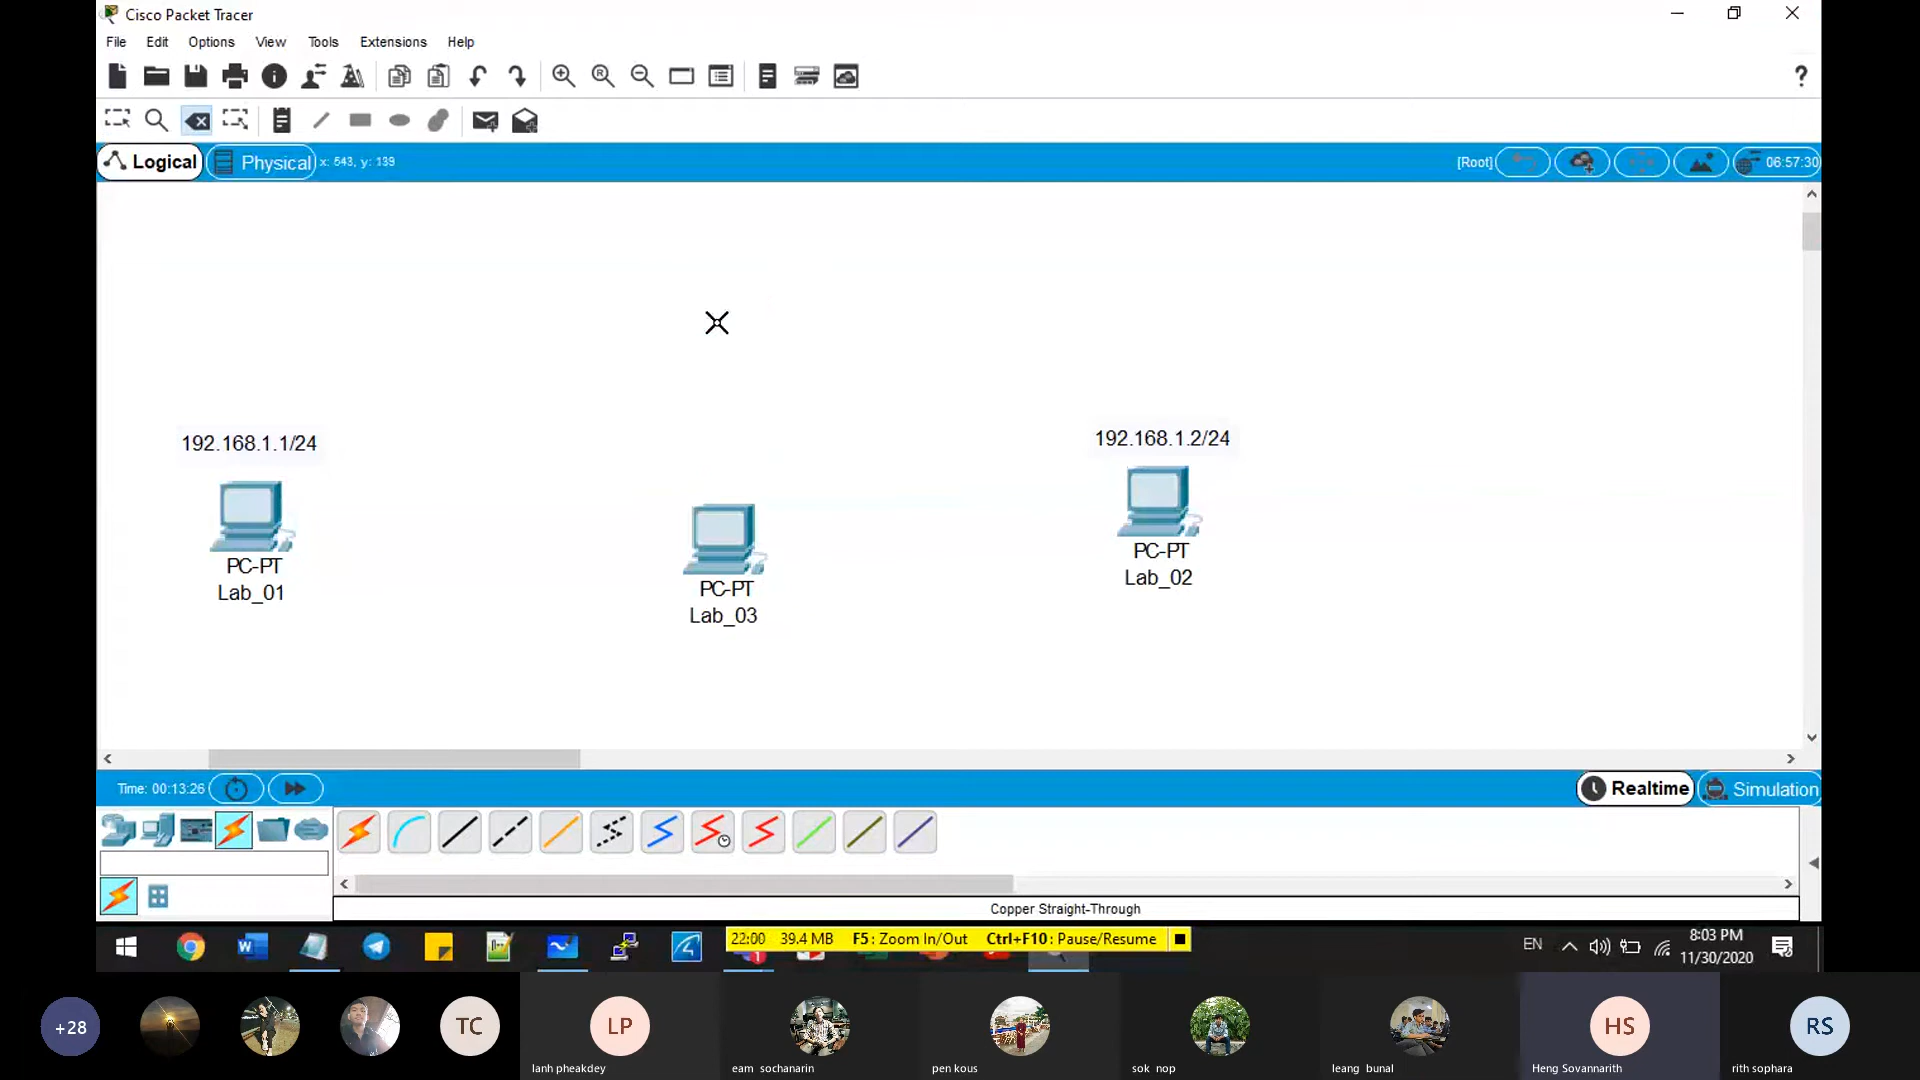 Cisco Packet Tracer
File Edit Options View Tools Extensions Help
?
Logical Physical x: 643, y: 139 [Root] 06:57:30
192.168.1.1/24
192.168.1.2/24
PC-PT
Lab_01
PC-PT
Lab_03
PC-PT
Lab_02
Time: 00:13:26 Realtime Simulation
Copper Straight-Through
22:00 39.4 MB F5: Zoom In/Out Ctrl+F10: Pause/Resume
EN
8:03 PM
11/30/2020
+28 TC LP HS RS
lanh pheakdey eam sochanarin pen kous sok nop leang bunal Heng Sovannarith rith sophara